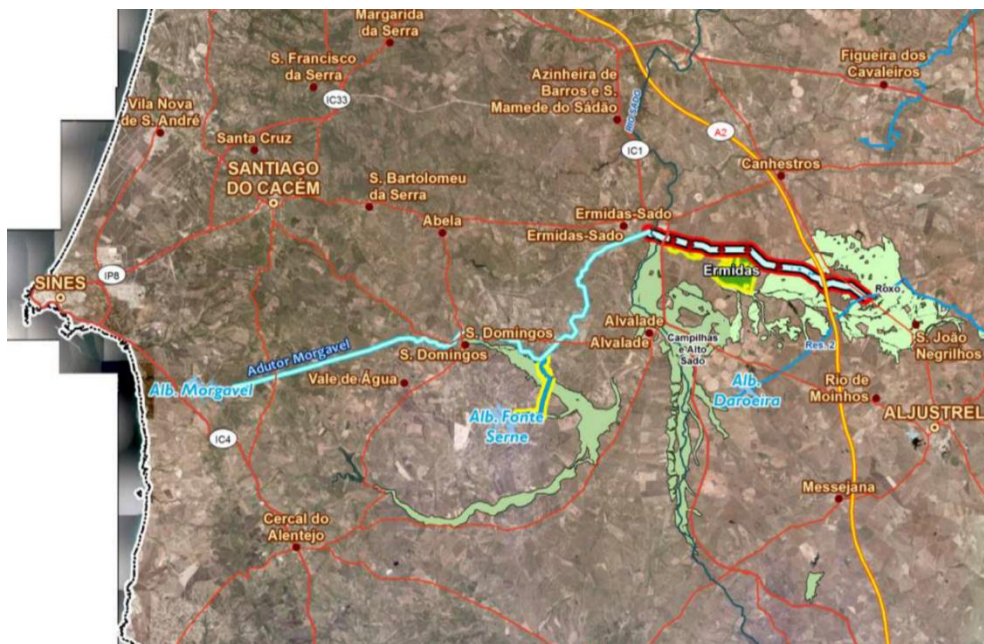 Margarida
da Serra
S. Francisco
da Serra
IC33
Azinheira de
Barros e S.
Mamede do Sádão
Figueira dos
Cavaleiros
Vila Nova
de S. André
Santa Cruz
RIO SADO
A2
IC1
SANTIAGO
DO CACÉM
S. Bartolomeu
da Serra
Canhestros
Abela
Ermidas-Sado
Ermidas-Sado
IP8
SINES
Ermidas
Roxo
S. Domingos
S. Domingos
Alvalade
Alvalade
Campilhas
e Alto
Sado
Res. 2
S. João
Negrilhos
Adutor Morgavel
Alb. Morgavel
Vale de Água
Alb.
Daroeira
Rio de
Moinhos
Alb. Fonte
Serne
ALJUSTREL
IC4
Messejana
Cercal do
Alentejo